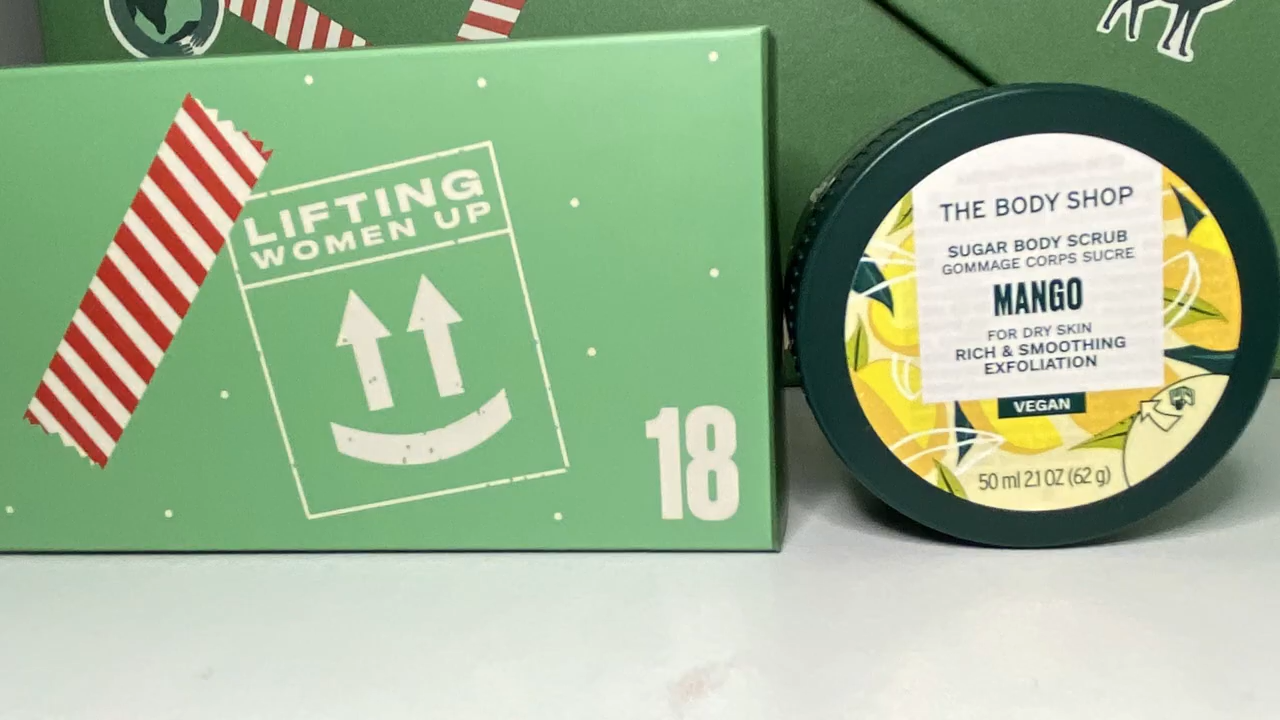 LIFTING
WOMEN UP
18
THE BODY SHOP
SUGAR BODY SCRUB
GOMMAGE CORPS SUCRE
MANGO
FOR DRY SKIN
RICH & SMOOTHING
EXFOLIATION
VEGAN
50 ml 2.1 OZ (62 g)